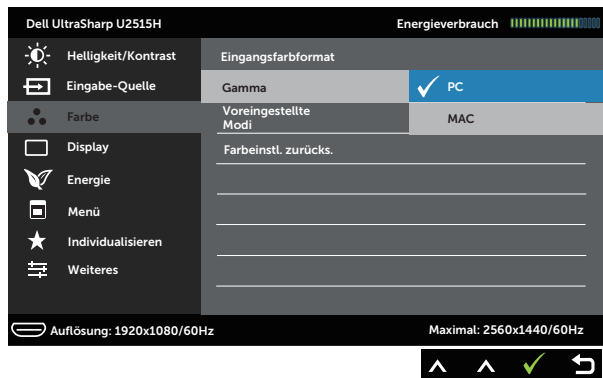 Dell UltraSharp U2515H
Energieverbrauch
Helligkeit/Kontrast
Eingabe-Quelle
Farbe
Display
Energie
Menü
Individualisieren
Weiteres
Eingangsfarbformat
Gamma
Voreingestellte
Modi
Farbeinstl. zurücks.
PC
MAC
Auflösung: 1920x1080/60Hz
Maximal: 2560x1440/60Hz